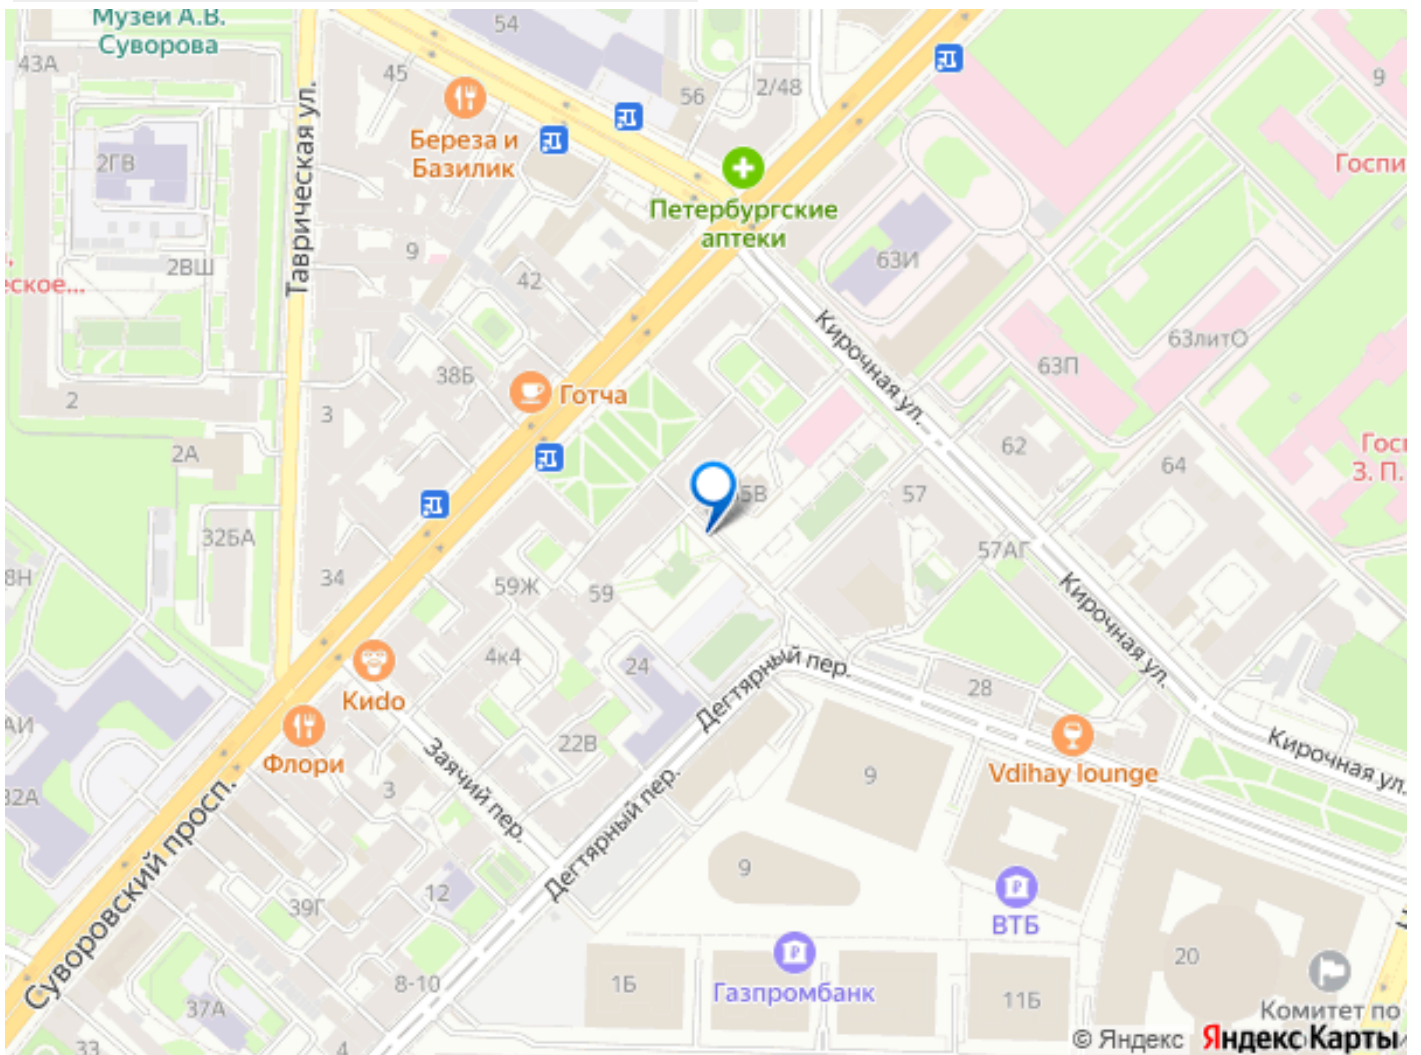 Музей А.В.
Суворова
54
43А
45
2/48
56
9
Береза и
Базилик
2ГВ
Госпи
Таврическая ул.
Петербургские
аптеки
9
63И
2ВШ
ское...
42
Кирочная ул.
63литО
63П
38Б
Готча
2
3
62
Гос
З. П.
2А
64
5В
57
32БА
57АГ
34
8Н
59Ж
59
Кирочная ул.
4к4
24
Дегтярный пер.
28
Кидо
АИ
22В
Флори
Заячий пер.
Vdihay lounge
Кирочная ул.
9
32А
3
Дегтярный пер.
9
12
Суворовский просп.
39Г
ВТБ
20
8-10
1Б
Газпромбанк
11Б
37А
Комитет по
33
4
© Яндекс Яндекс Карты